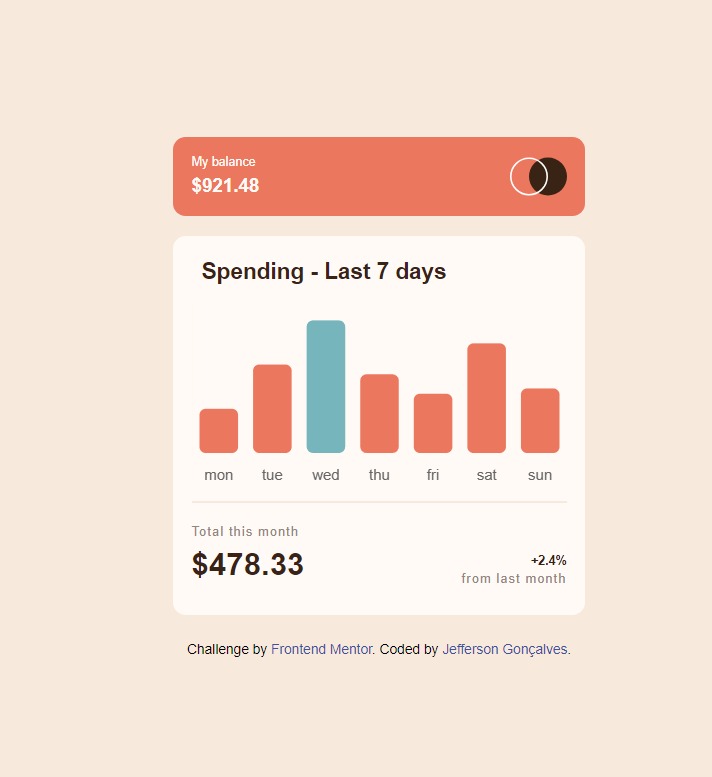 My balance
$921.48
Spending - Last 7 days
mon tue wed thu fri sat sun
Total this month
$478.33
+2.4%
from last month
Challenge by Frontend Mentor. Coded by Jefferson Gonçalves.